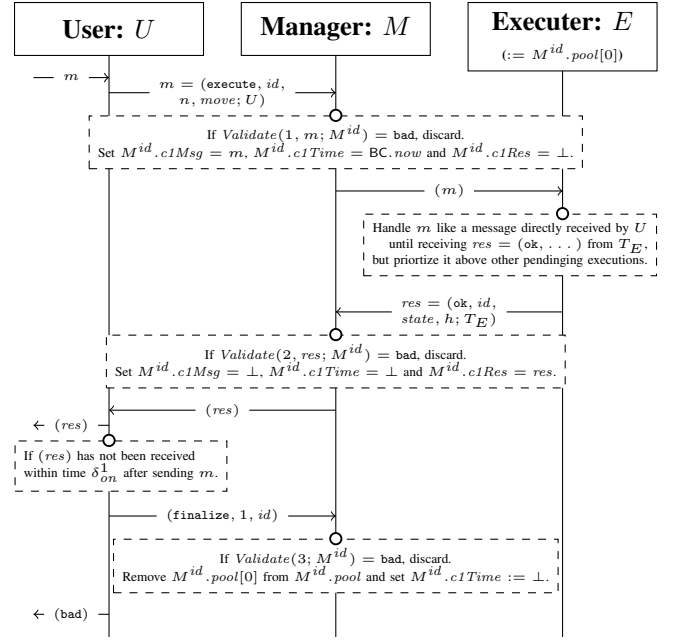 User: U
Manager: M
Executer: E
(:= M^id.pool[0])
m
m = (execute, id,
n, move; U)
If Validate(1, m; M^id) = bad, discard.
Set M^id.c1Msg = m, M^id.c1Time = BC.now and M^id.c1Res = ⊥.
(m)
Handle m like a message directly received by U
until receiving res = (ok, . . . ) from T_E,
but priortize it above other pendinging executions.
res = (ok, id,
state, h; T_E)
If Validate(2, res; M^id) = bad, discard.
Set M^id.c1Msg = ⊥, M^id.c1Time = ⊥ and M^id.c1Res = res.
(res)
(res)
If (res) has not been received
within time δ^1_on after sending m.
(finalize, 1, id)
If Validate(3; M^id) = bad, discard.
Remove M^id.pool[0] from M^id.pool and set M^id.c1Time := ⊥.
(bad)